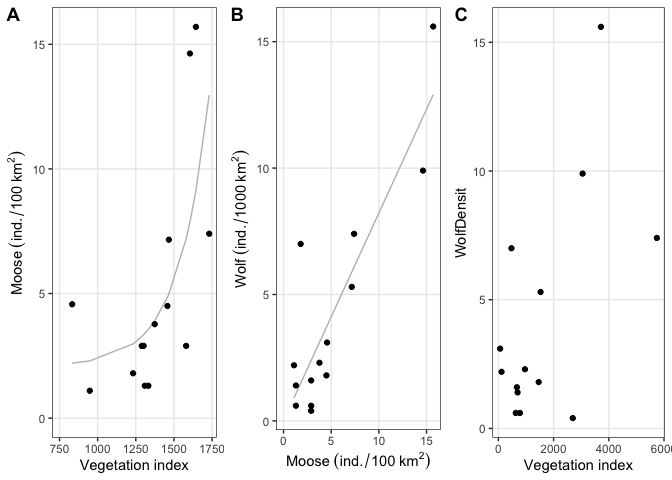 A
B
C
Moose (ind./100 km²)
15
10
5
0
750
1000
1250
1500
1750
Vegetation index
Wolf (ind./1000 km²)
15
10
5
0
0
5
10
15
Moose (ind./100 km²)
WolfDensit
15
10
5
0
0
2000
4000
6000
Vegetation index